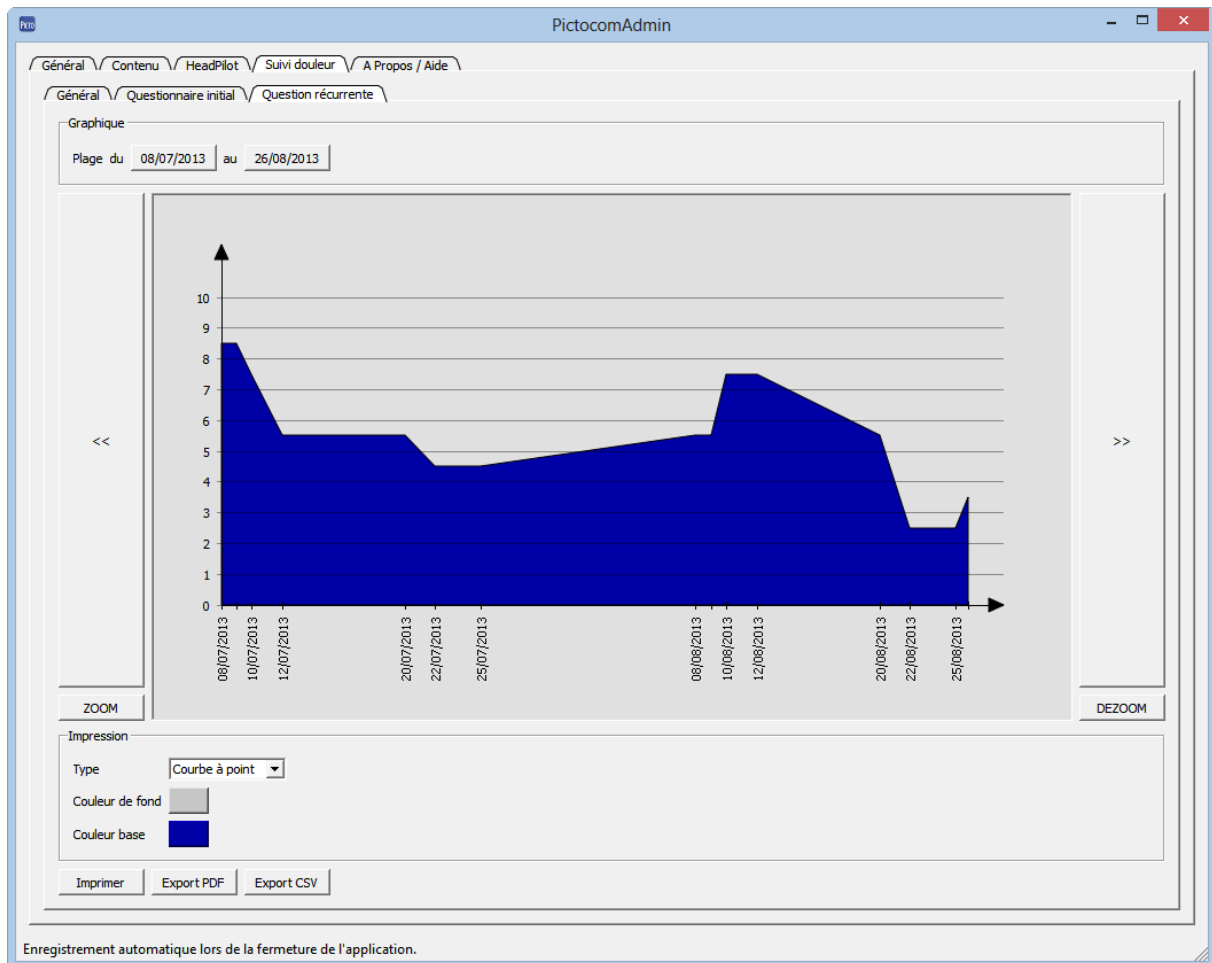 PICTO
PictocomAdmin
Général Contenu HeadPilot Suivi douleur A Propos / Aide
Général Questionnaire initial Question récurrente
Graphique
Plage du 08/07/2013 au 26/08/2013
<<
>>
10
9
8
7
6
5
4
3
2
1
0
08/07/2013
10/07/2013
12/07/2013
20/07/2013
22/07/2013
25/07/2013
08/08/2013
10/08/2013
12/08/2013
20/08/2013
22/08/2013
25/08/2013
ZOOM
DEZOOM
Impression
Type Courbe à point
Couleur de fond
Couleur base
Imprimer Export PDF Export CSV
Enregistrement automatique lors de la fermeture de l'application.